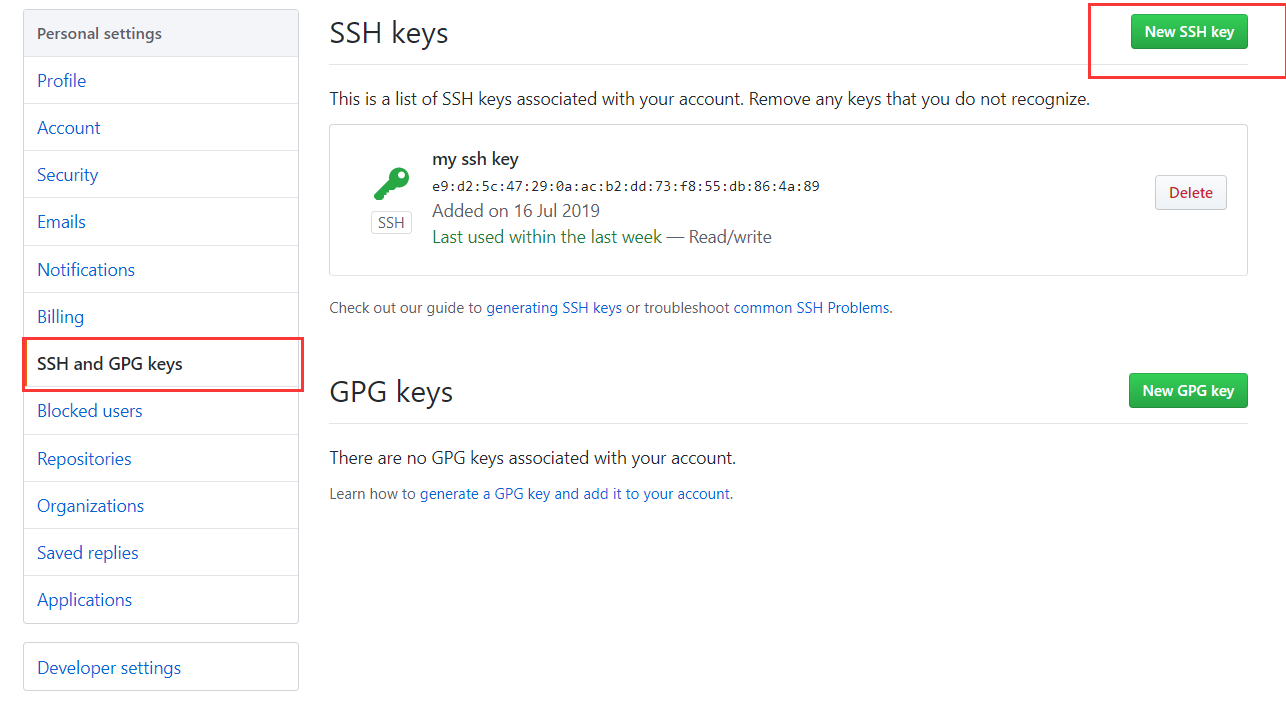 Personal settings
Profile
Account
Security
Emails
Notifications
Billing
SSH and GPG keys
Blocked users
Repositories
Organizations
Saved replies
Applications
Developer settings
SSH keys
New SSH key
This is a list of SSH keys associated with your account. Remove any keys that you do not recognize.
my ssh key
e9:d2:5c:47:29:0a:ac:b2:dd:73:f8:55:db:86:4a:89
SSH
Added on 16 Jul 2019
Last used within the last week — Read/write
Delete
Check out our guide to generating SSH keys or troubleshoot common SSH Problems.
GPG keys
New GPG key
There are no GPG keys associated with your account.
Learn how to generate a GPG key and add it to your account.